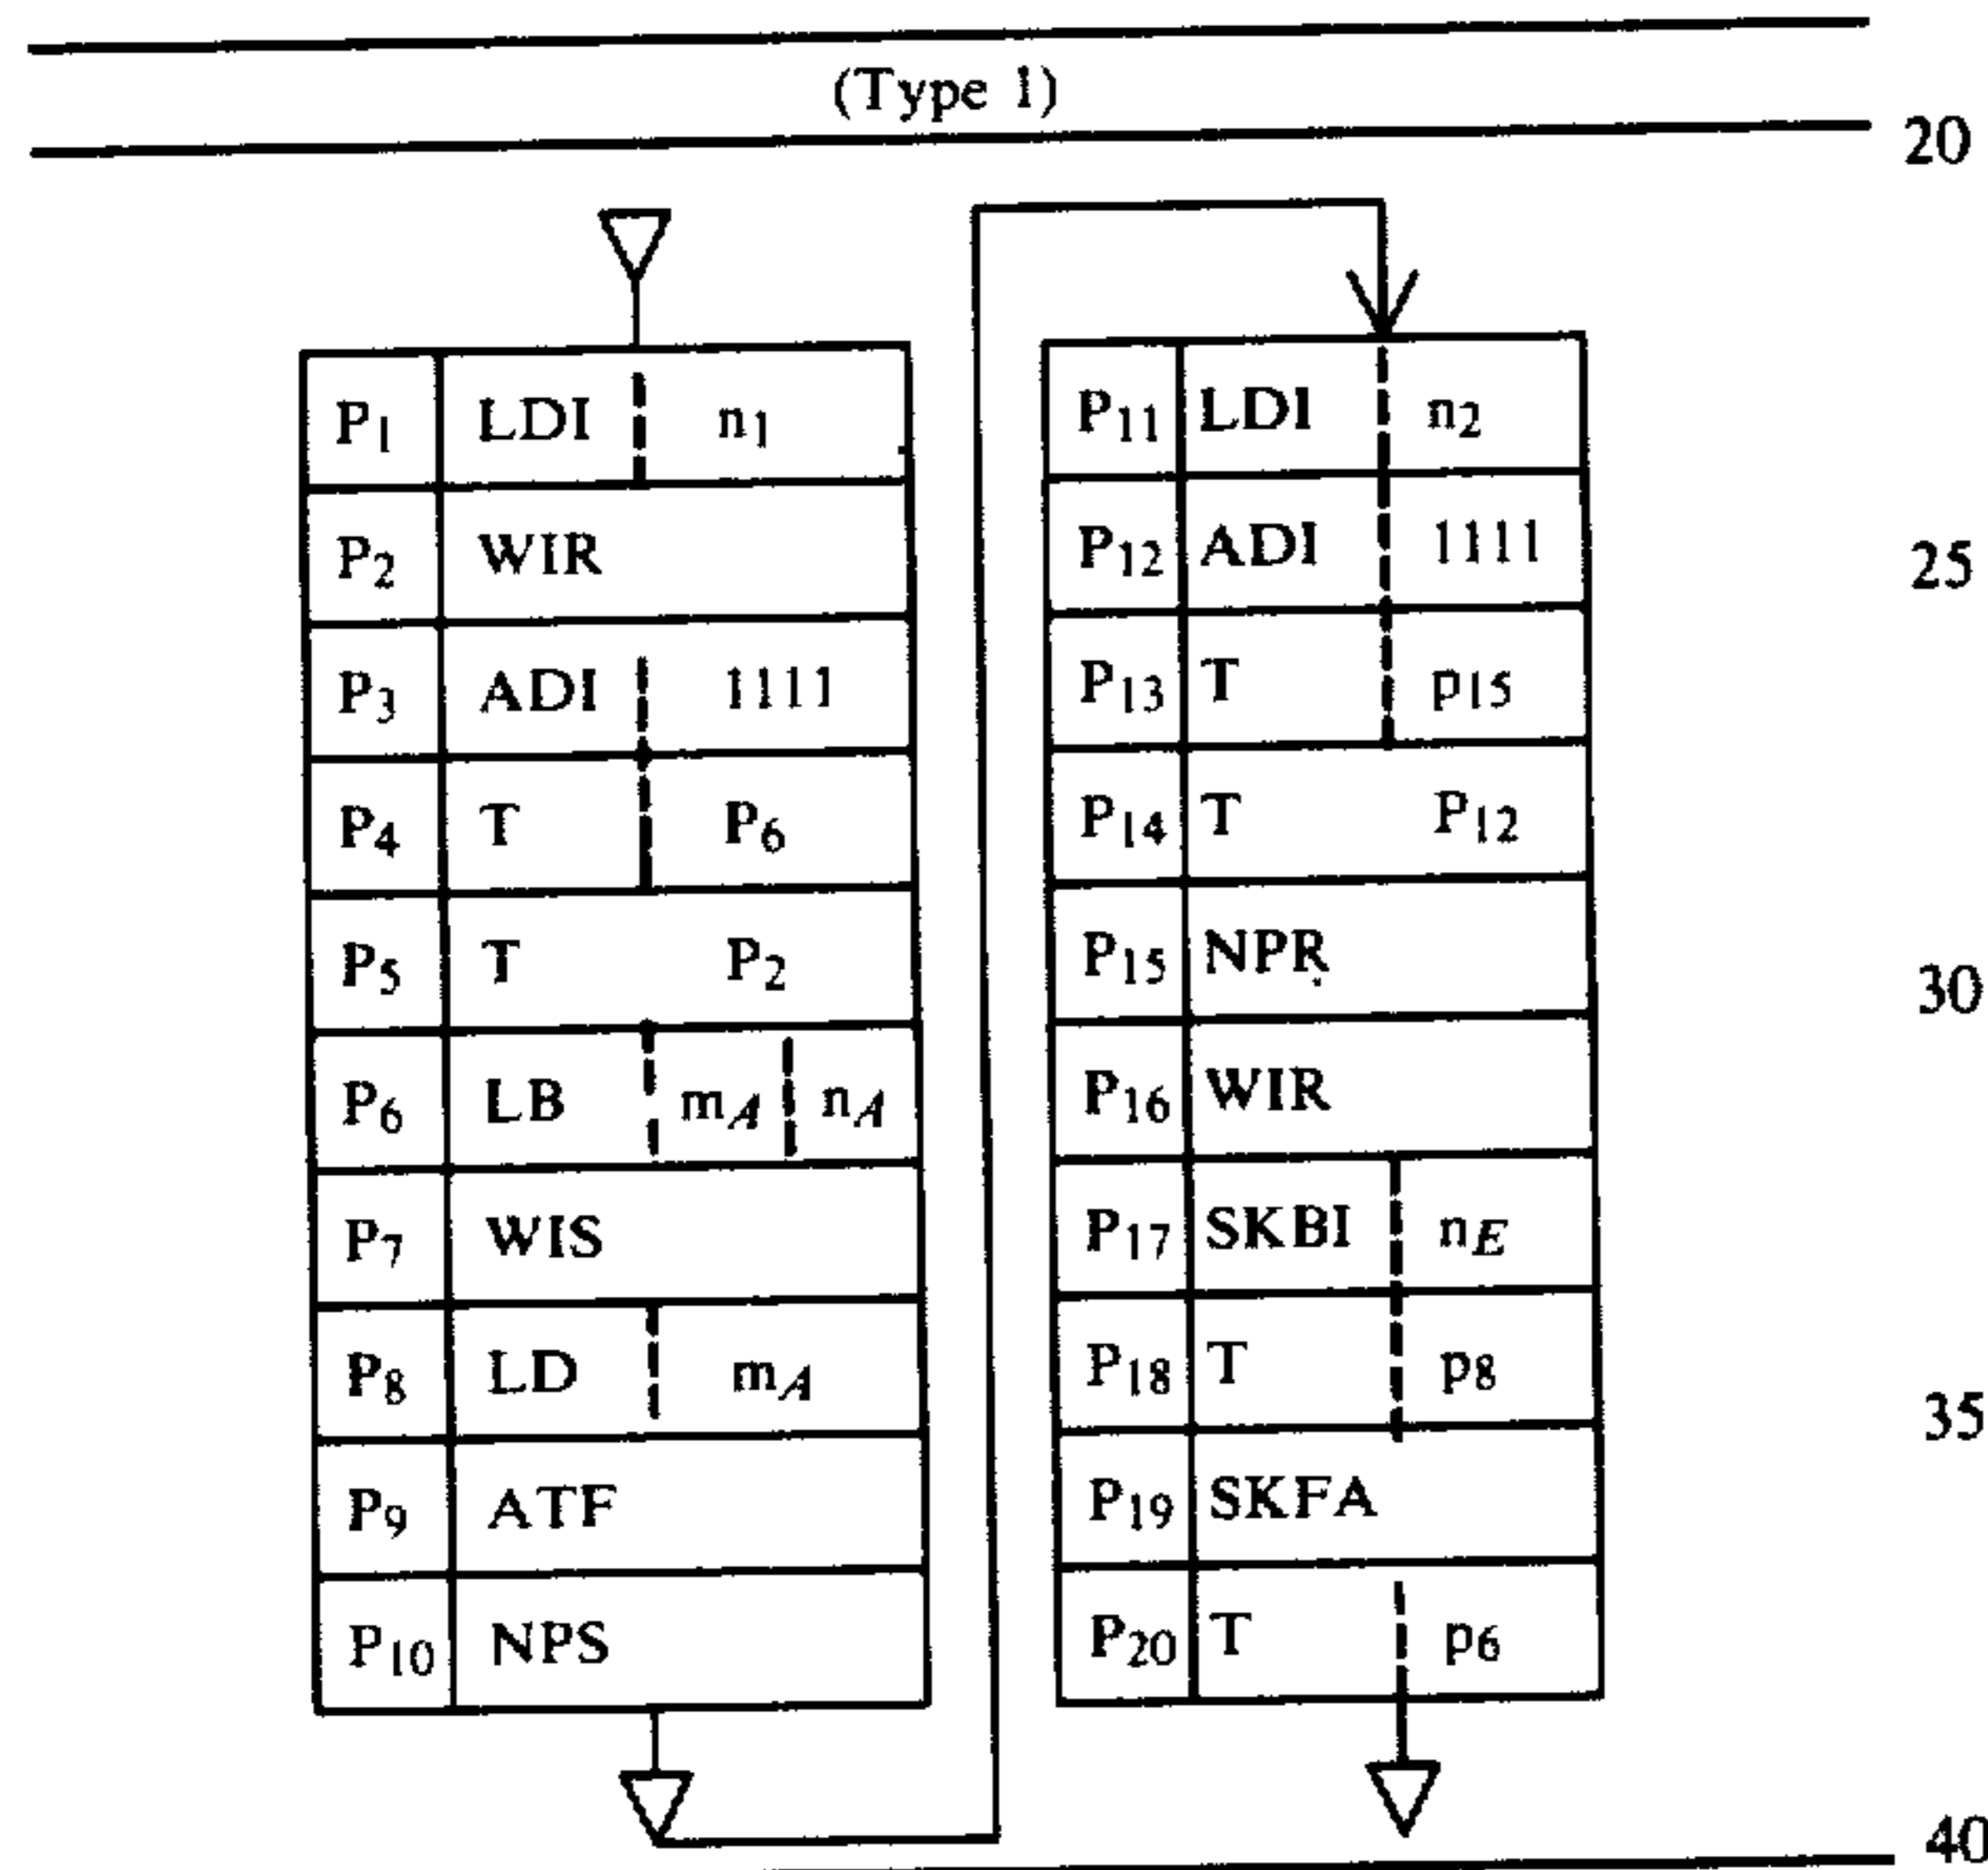 (Type 1)
20
P1 LDI n1
P2 WIR
P3 ADI 1111
P4 T P6
P5 T P2
P6 LB mA nA
P7 WIS
P8 LD mA
P9 ATF
P10 NPS
P11 LDI n2
P12 ADI 1111
P13 T p15
P14 T P12
P15 NPR
P16 WIR
P17 SKBI nE
P18 T p8
P19 SKFA
P20 T p6
25
30
35
40